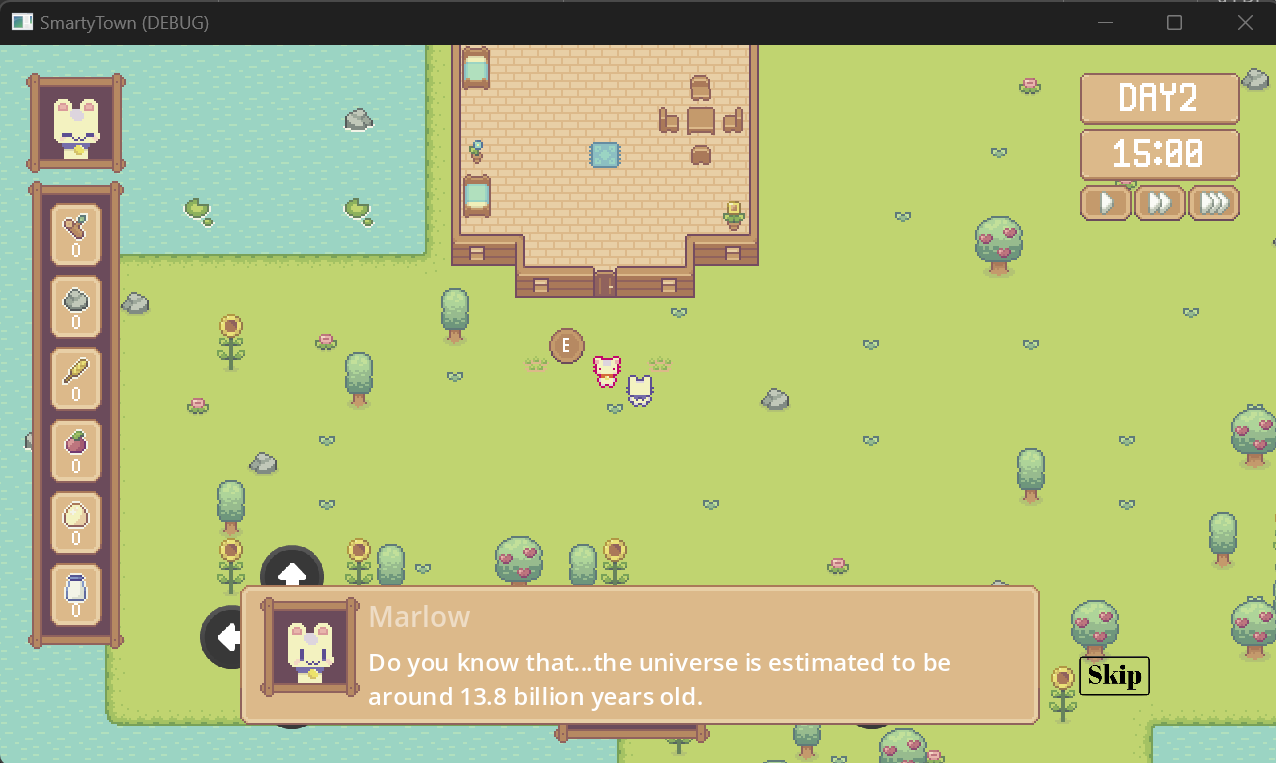 SmartyTown (DEBUG)
DAY2
15:00
0
0
0
0
0
0
E
Marlow
Do you know that...the universe is estimated to be
around 13.8 billion years old.
Skip